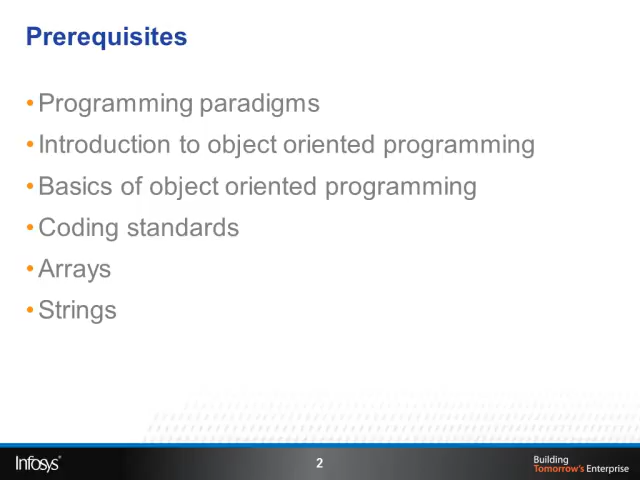 Prerequisites
•Programming paradigms
•Introduction to object oriented programming
•Basics of object oriented programming
•Coding standards
•Arrays
•Strings
Infosys®
2
Building
Tomorrow's Enterprise